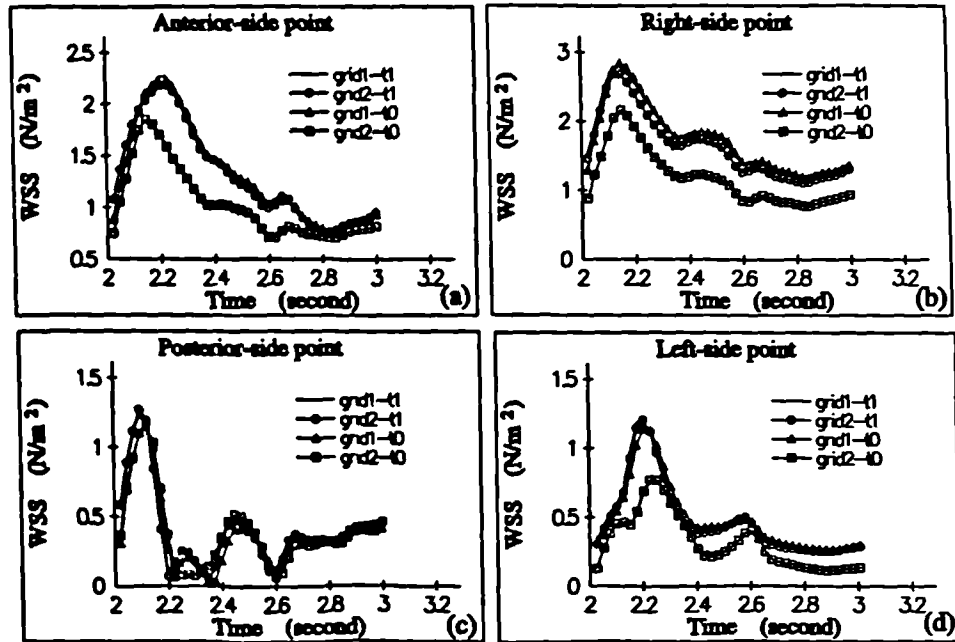 Anterior-side point
WSS (N/m²)
2.5
2
1.5
1
0.5
grid1-t1
grid2-t1
grid1-t0
grid2-t0
2 2.2 2.4 2.6 2.8 3 3.2
Time (second)
(a)
Right-side point
WSS (N/m²)
3
2
1
0
grid1-t1
grid2-t1
grid1-t0
grid2-t0
2 2.2 2.4 2.6 2.8 3 3.2
Time (second)
(b)
Posterior-side point
WSS (N/m²)
1.5
1
0.5
0
grid1-t1
grid2-t1
grid1-t0
grid2-t0
2 2.2 2.4 2.6 2.8 3 3.2
Time (second)
(c)
Left-side point
WSS (N/m²)
1.5
1
0.5
0
grid1-t1
grid2-t1
grid1-t0
grid2-t0
2 2.2 2.4 2.6 2.8 3 3.2
Time (second)
(d)